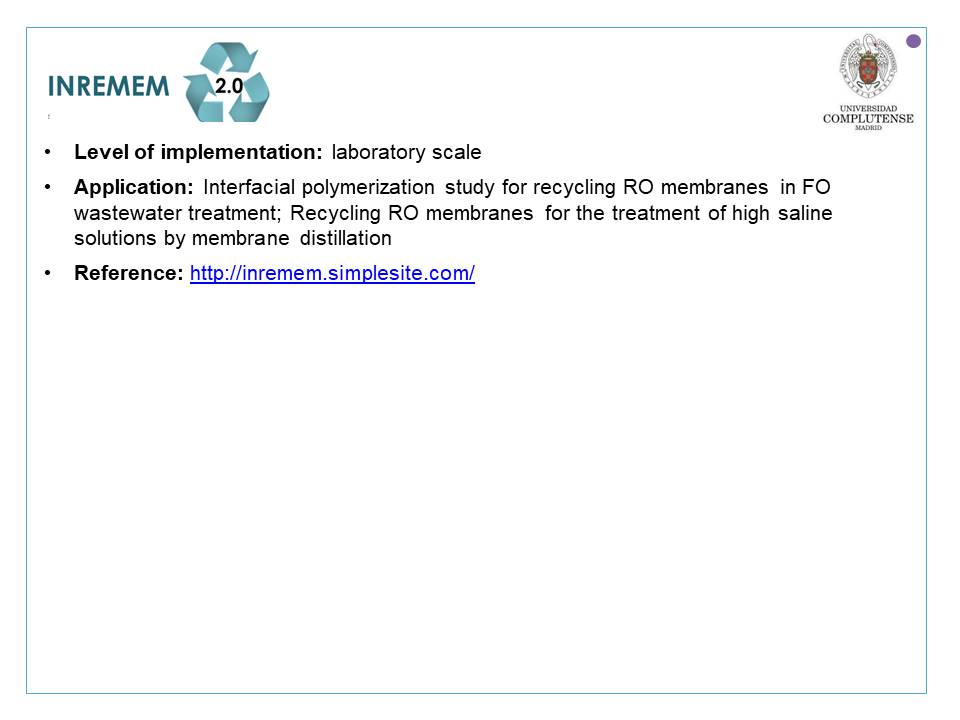 INREMEM 2.0
UNIVERSIDAD
COMPLUTENSE
MADRID
• Level of implementation: laboratory scale
• Application: Interfacial polymerization study for recycling RO membranes in FO
wastewater treatment; Recycling RO membranes for the treatment of high saline
solutions by membrane distillation
• Reference: http://inremem.simplesite.com/